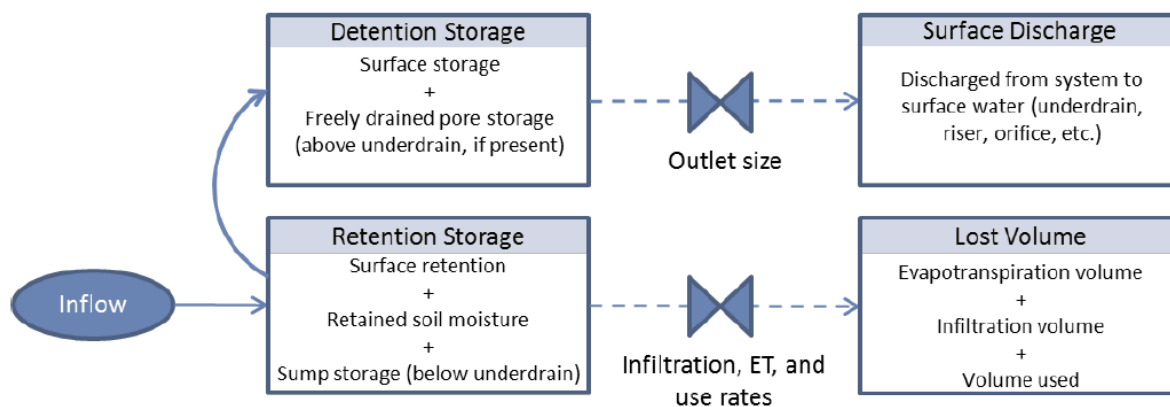 Detention Storage
Surface storage
+
Freely drained pore storage
(above underdrain, if present)
Outlet size
Surface Discharge
Discharged from system to
surface water (underdrain,
riser, orifice, etc.)
Inflow
Retention Storage
Surface retention
+
Retained soil moisture
+
Sump storage (below underdrain)
Infiltration, ET, and
use rates
Lost Volume
Evapotranspiration volume
+
Infiltration volume
+
Volume used